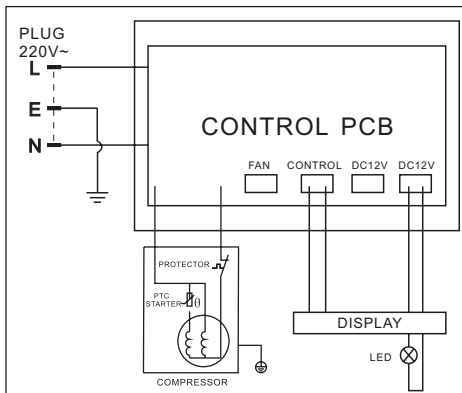 PLUG
220V~
L
E
N
CONTROL PCB
FAN CONTROL DC12V DC12V
PROTECTOR
PTC
STARTER θ
COMPRESSOR
DISPLAY
LED